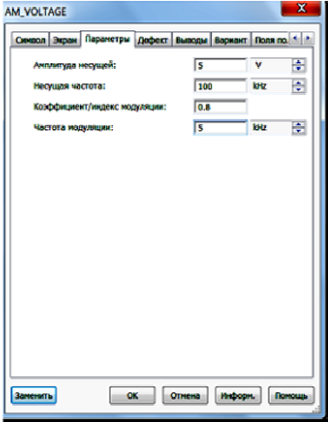 AM_VOLTAGE
X
Символ Экран Параметры Дефект Выводы Вариант Поля по.
Амплитуда несущей: 5 V
Несущая частота: 100 kHz
Коэффициент/индекс модуляции: 0.8
Частота модуляции: 5 kHz
Заменить OK Отмена Информ. Помощь